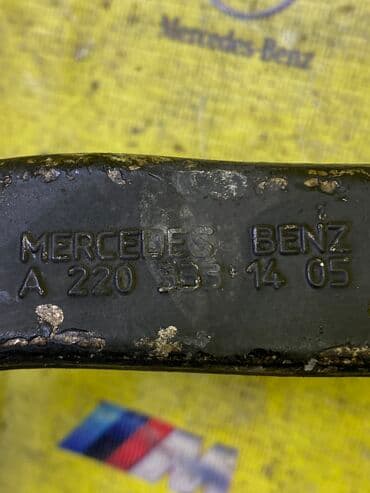 Mercedes-Benz
MERCEDES BENZ
A 220 14 05
M